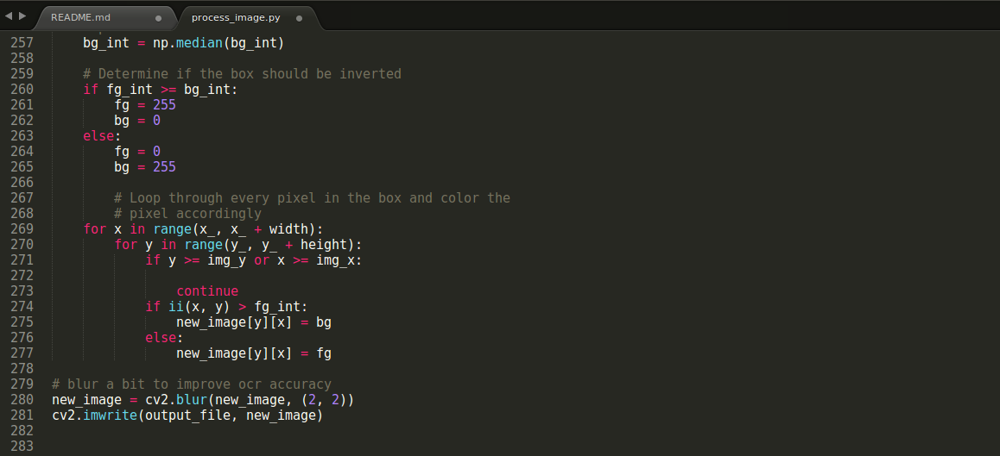 README.md process_image.py
257 bg_int = np.median(bg_int)
258
259 # Determine if the box should be inverted
260 if fg_int >= bg_int:
261 fg = 255
262 bg = 0
263 else:
264 fg = 0
265 bg = 255
266
267 # Loop through every pixel in the box and color the
268 # pixel accordingly
269 for x in range(x_, x_ + width):
270 for y in range(y_, y_ + height):
271 if y >= img_y or x >= img_x:
272
273 continue
274 if ii(x, y) > fg_int:
275 new_image[y][x] = bg
276 else:
277 new_image[y][x] = fg
278
279 # blur a bit to improve ocr accuracy
280 new_image = cv2.blur(new_image, (2, 2))
281 cv2.imwrite(output_file, new_image)
282
283